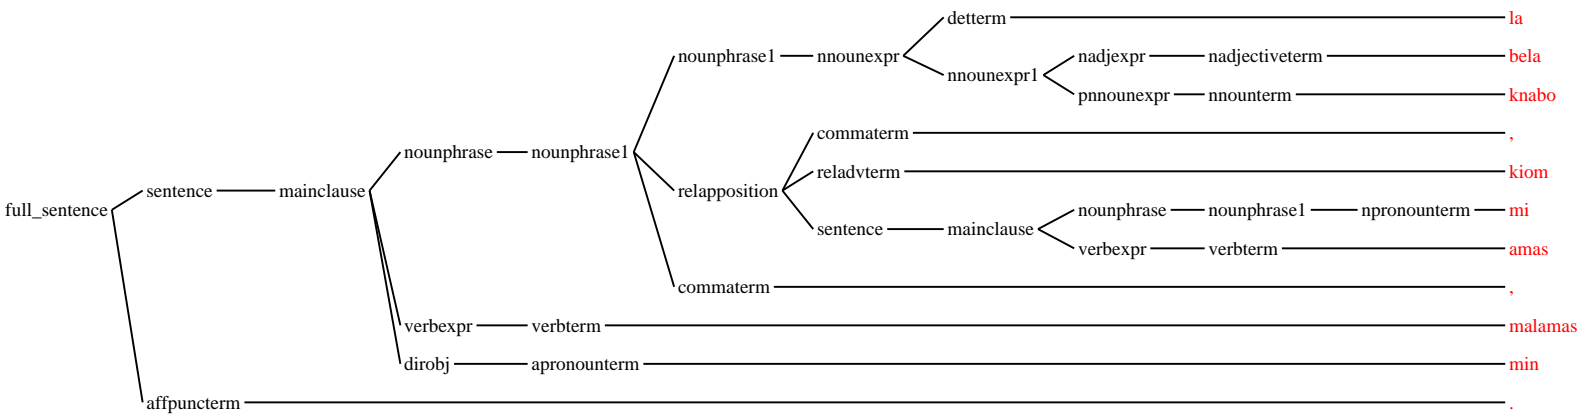 detterm la
nounphrase1 nnounexpr nadjexpr nadjectiveterm bela
nnounexpr1
pnnounexpr nnounterm knabo
commaterm ,
nounphrase nounphrase1
reladvterm kiom
sentence mainclause relapposition
full_sentence nounphrase nounphrase1 npronounterm mi
sentence mainclause
verbexpr verbterm amas
commaterm ,
verbexpr verbterm malamas
dirobj apronounterm min
affpuncterm .